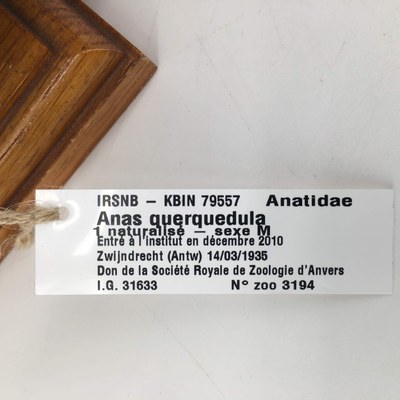 IRSNB – KBIN 79557 Anatidae
Anas querquedula
1 naturalisé – sexe M
Entré à l'institut en décembre 2010
Zwijndrecht (Antw) 14/03/1935
Don de la Société Royale de Zoologie d'Anvers
I.G. 31633 N° zoo 3194